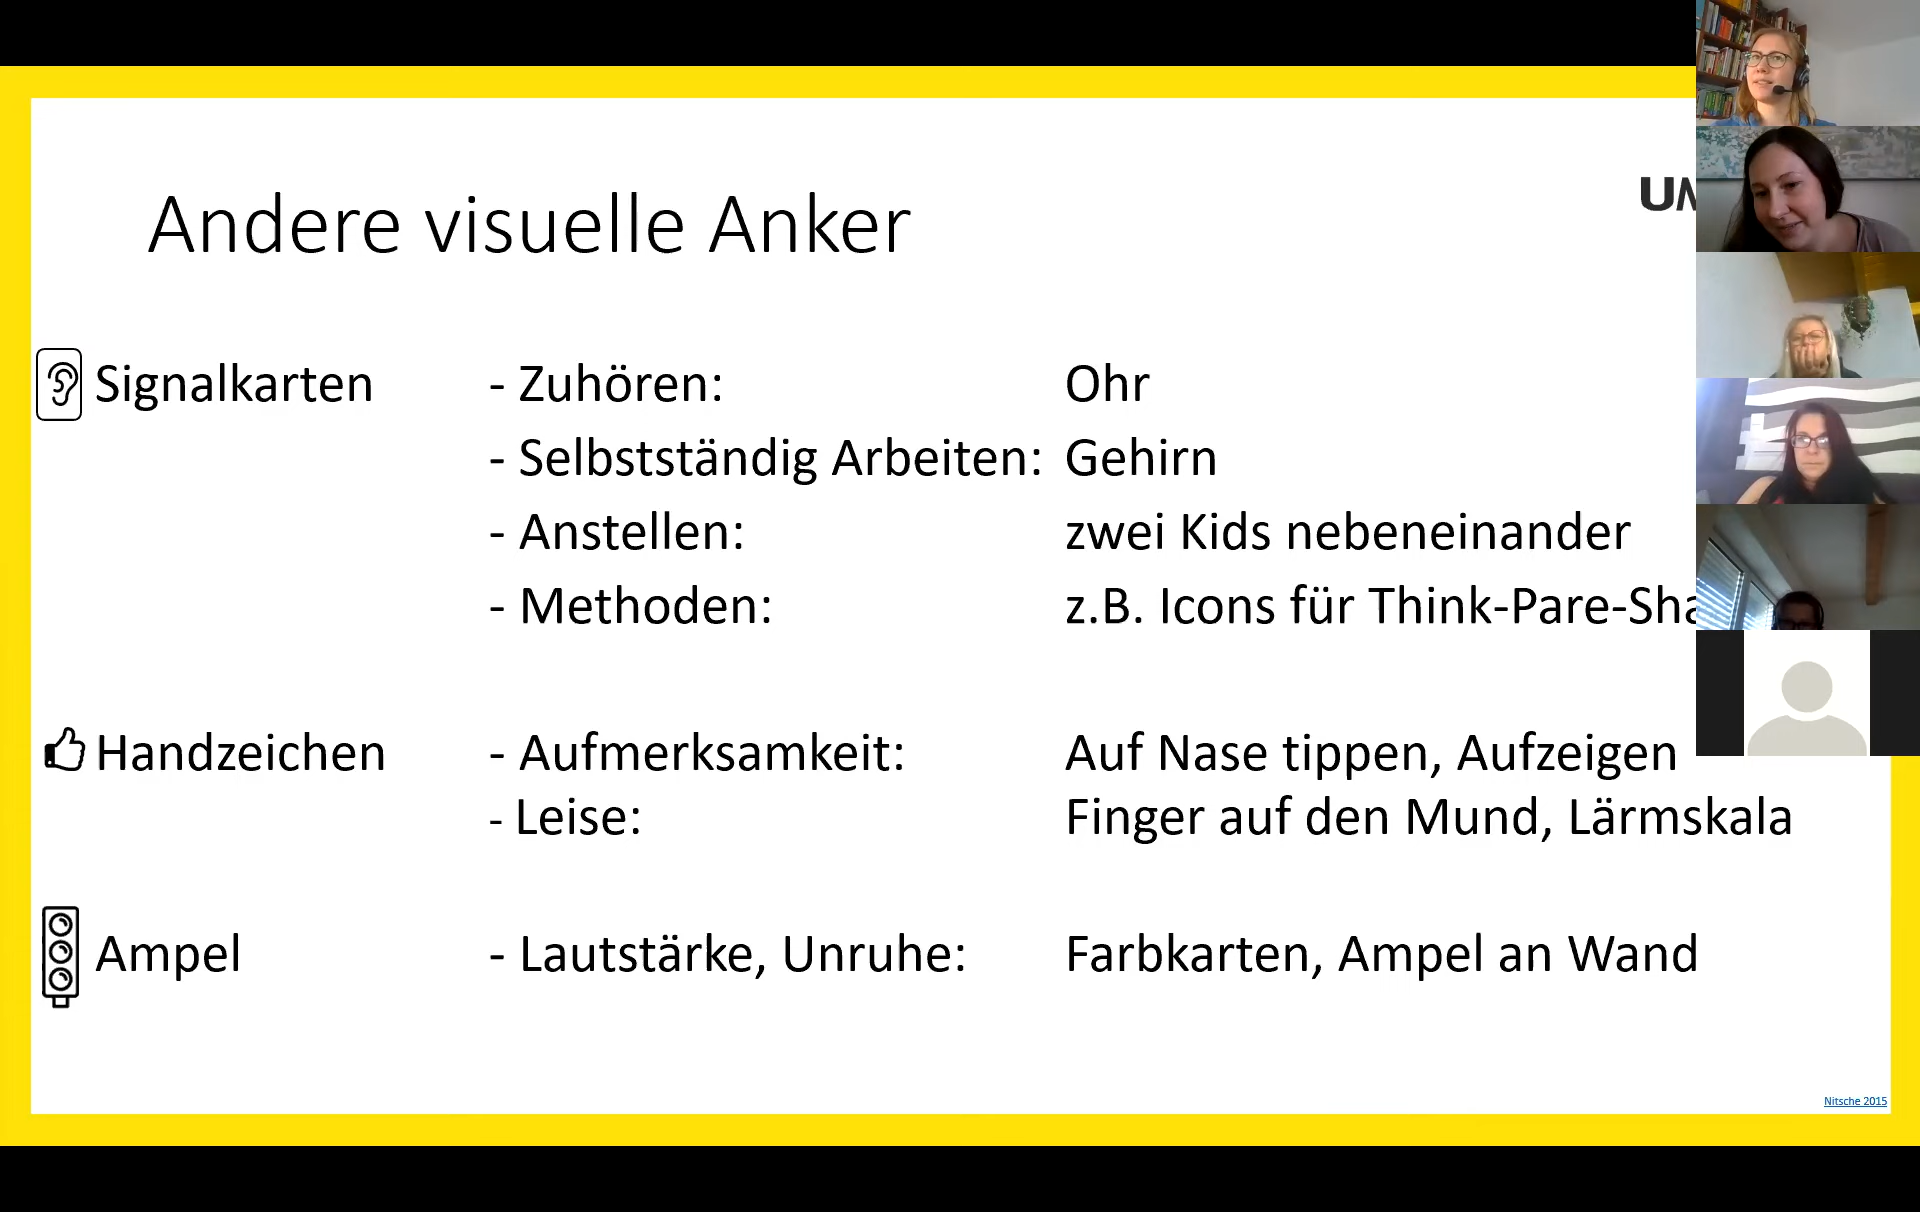 Andere visuelle Anker
Signalkarten - Zuhören: Ohr
- Selbstständig Arbeiten: Gehirn
- Anstellen: zwei Kids nebeneinander
- Methoden: z.B. Icons für Think-Pare-Sha
Handzeichen - Aufmerksamkeit: Auf Nase tippen, Aufzeigen
- Leise: Finger auf den Mund, Lärmskala
Ampel - Lautstärke, Unruhe: Farbkarten, Ampel an Wand
Nitsche 2015